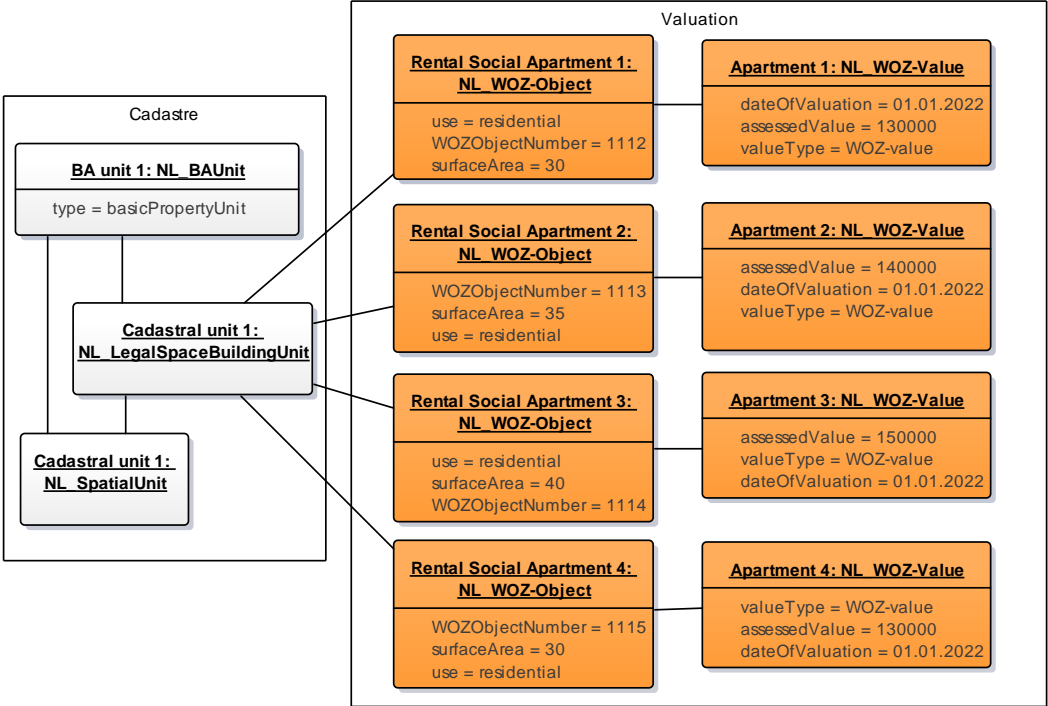 Cadastre
BA unit 1: NL_BAUnit
type = basicPropertyUnit
Cadastral unit 1:
NL_LegalSpaceBuildingUnit
Cadastral unit 1:
NL_SpatialUnit
Valuation
Rental Social Apartment 1:
NL_WOZ-Object
use = residential
WOZObjectNumber = 1112
surfaceArea = 30
Apartment 1: NL_WOZ-Value
dateOfValuation = 01.01.2022
assessedValue = 130000
valueType = WOZ-value
Rental Social Apartment 2:
NL_WOZ-Object
WOZObjectNumber = 1113
surfaceArea = 35
use = residential
Apartment 2: NL_WOZ-Value
assessedValue = 140000
dateOfValuation = 01.01.2022
valueType = WOZ-value
Rental Social Apartment 3:
NL_WOZ-Object
use = residential
surfaceArea = 40
WOZObjectNumber = 1114
Apartment 3: NL_WOZ-Value
assessedValue = 150000
valueType = WOZ-value
dateOfValuation = 01.01.2022
Rental Social Apartment 4:
NL_WOZ-Object
WOZObjectNumber = 1115
surfaceArea = 30
use = residential
Apartment 4: NL_WOZ-Value
valueType = WOZ-value
assessedValue = 130000
dateOfValuation = 01.01.2022